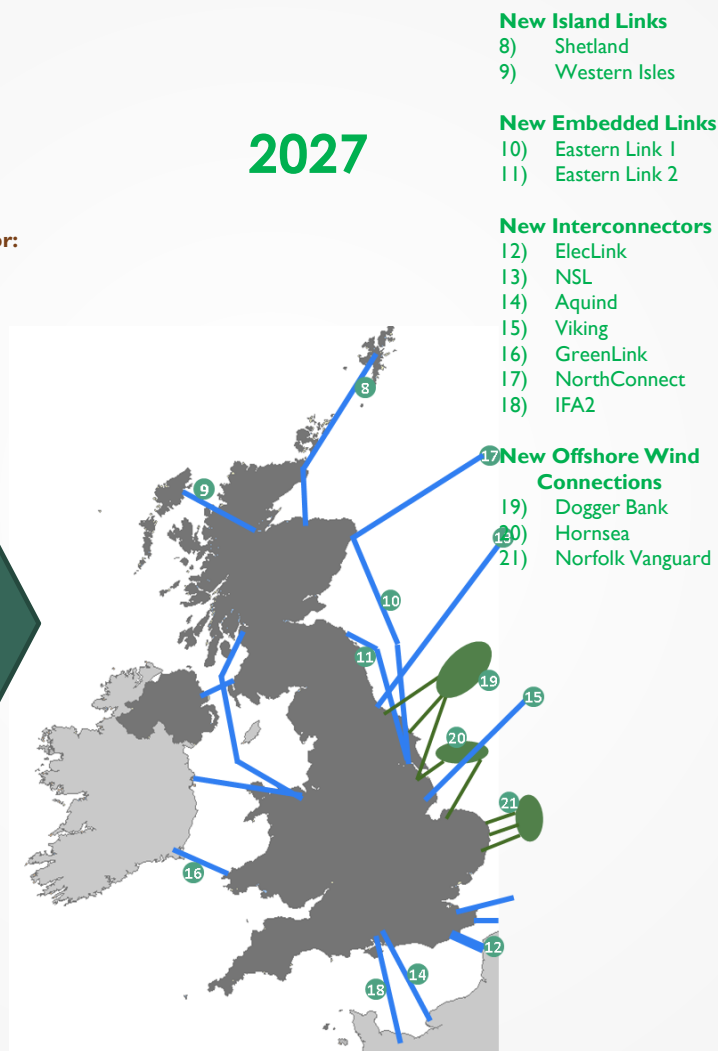 New Island Links
8) Shetland
9) Western Isles
2027
New Embedded Links
10) Eastern Link 1
11) Eastern Link 2
or:
New Interconnectors
12) ElecLink
13) NSL
14) Aquind
15) Viking
16) GreenLink
17) NorthConnect
18) IFA2
New Offshore Wind
Connections
19) Dogger Bank
20) Hornsea
21) Norfolk Vanguard
8
17
9
13
10
11
19
15
20
21
16
12
14
18